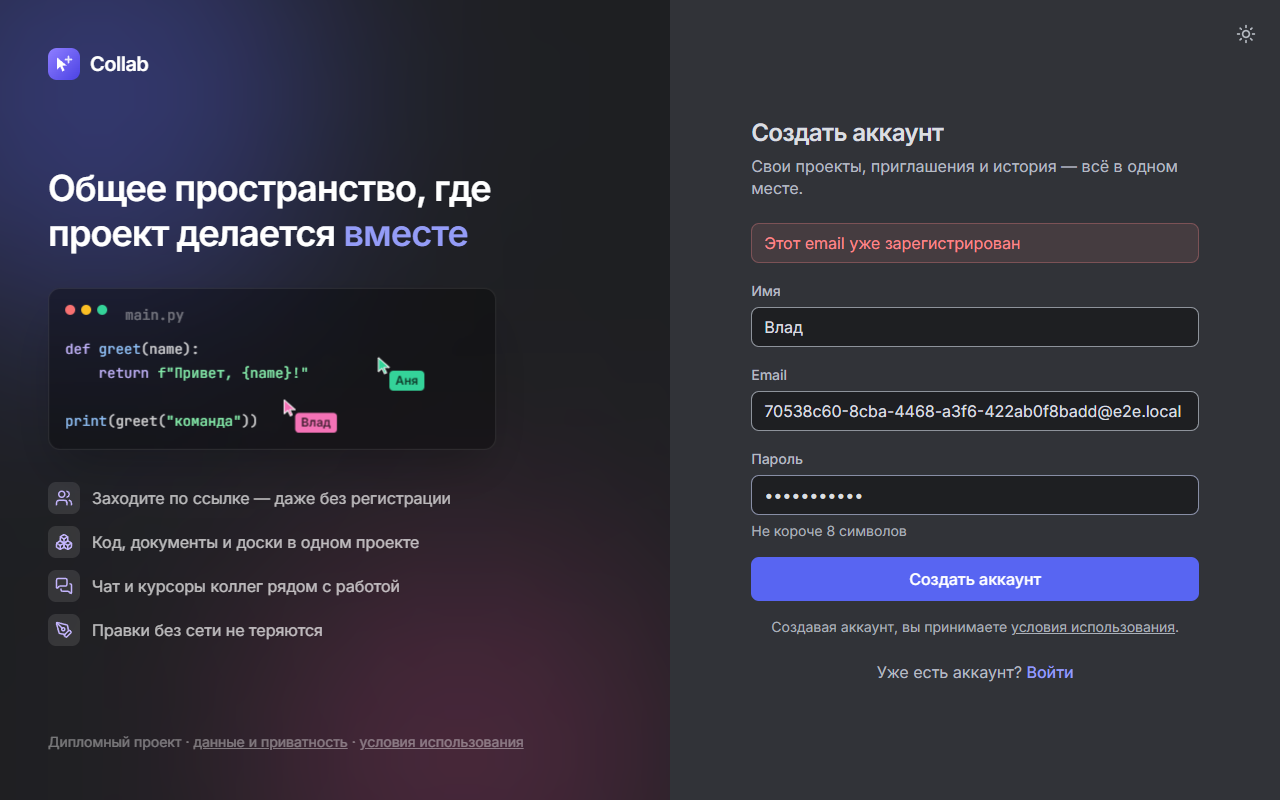 Collab
Общее пространство, где
проект делается вместе
main.py
def greet(name):
    return f"Привет, {name}!"
Аня
print(greet("команда"))
Влад
Заходите по ссылке — даже без регистрации
Код, документы и доски в одном проекте
Чат и курсоры коллег рядом с работой
Правки без сети не теряются
Дипломный проект · данные и приватность · условия использования
Создать аккаунт
Свои проекты, приглашения и история — всё в одном
месте.
Этот email уже зарегистрирован
Имя
Влад
Email
70538c60-8cba-4468-a3f6-422ab0f8badd@e2e.local
Пароль
•••••••••••
Не короче 8 символов
Создать аккаунт
Создавая аккаунт, вы принимаете условия использования.
Уже есть аккаунт? Войти